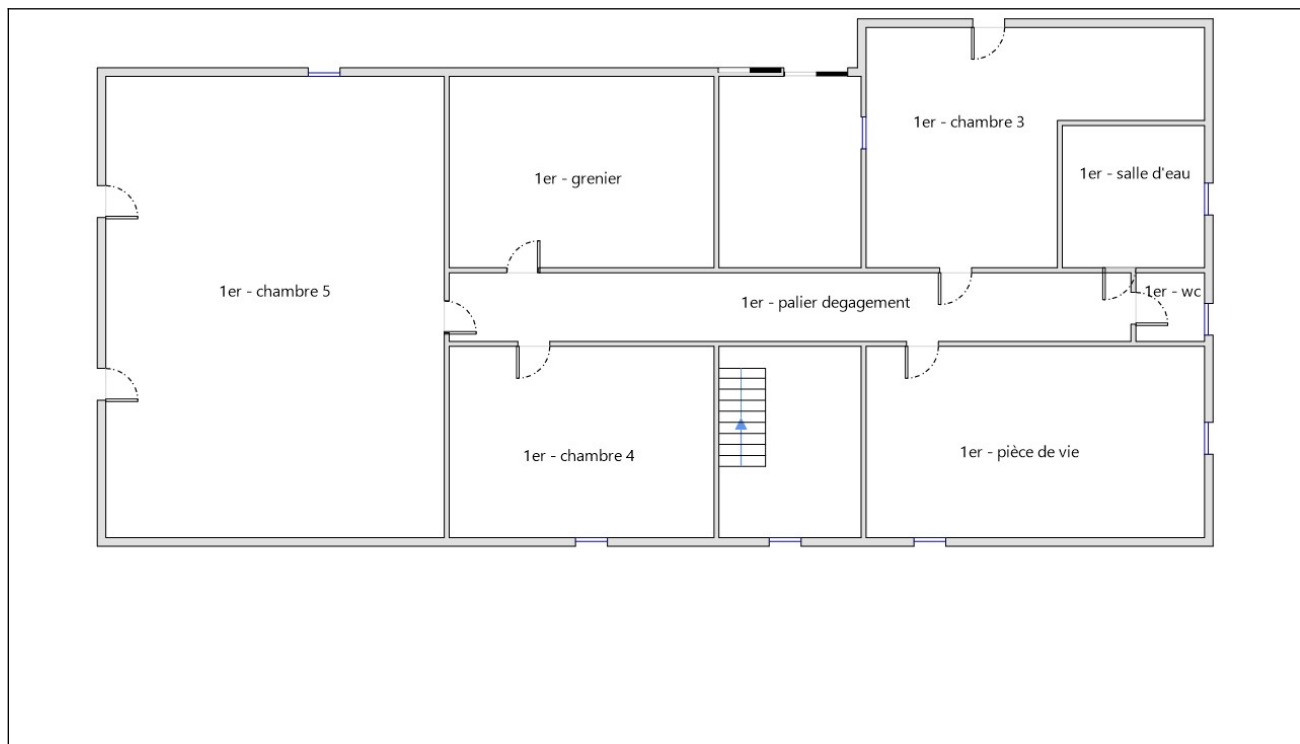 1er - chambre 3
1er - salle d'eau
1er - grenier
1er - chambre 5
1er - palier degagement
1er - wc
1er - chambre 4
1er - pièce de vie